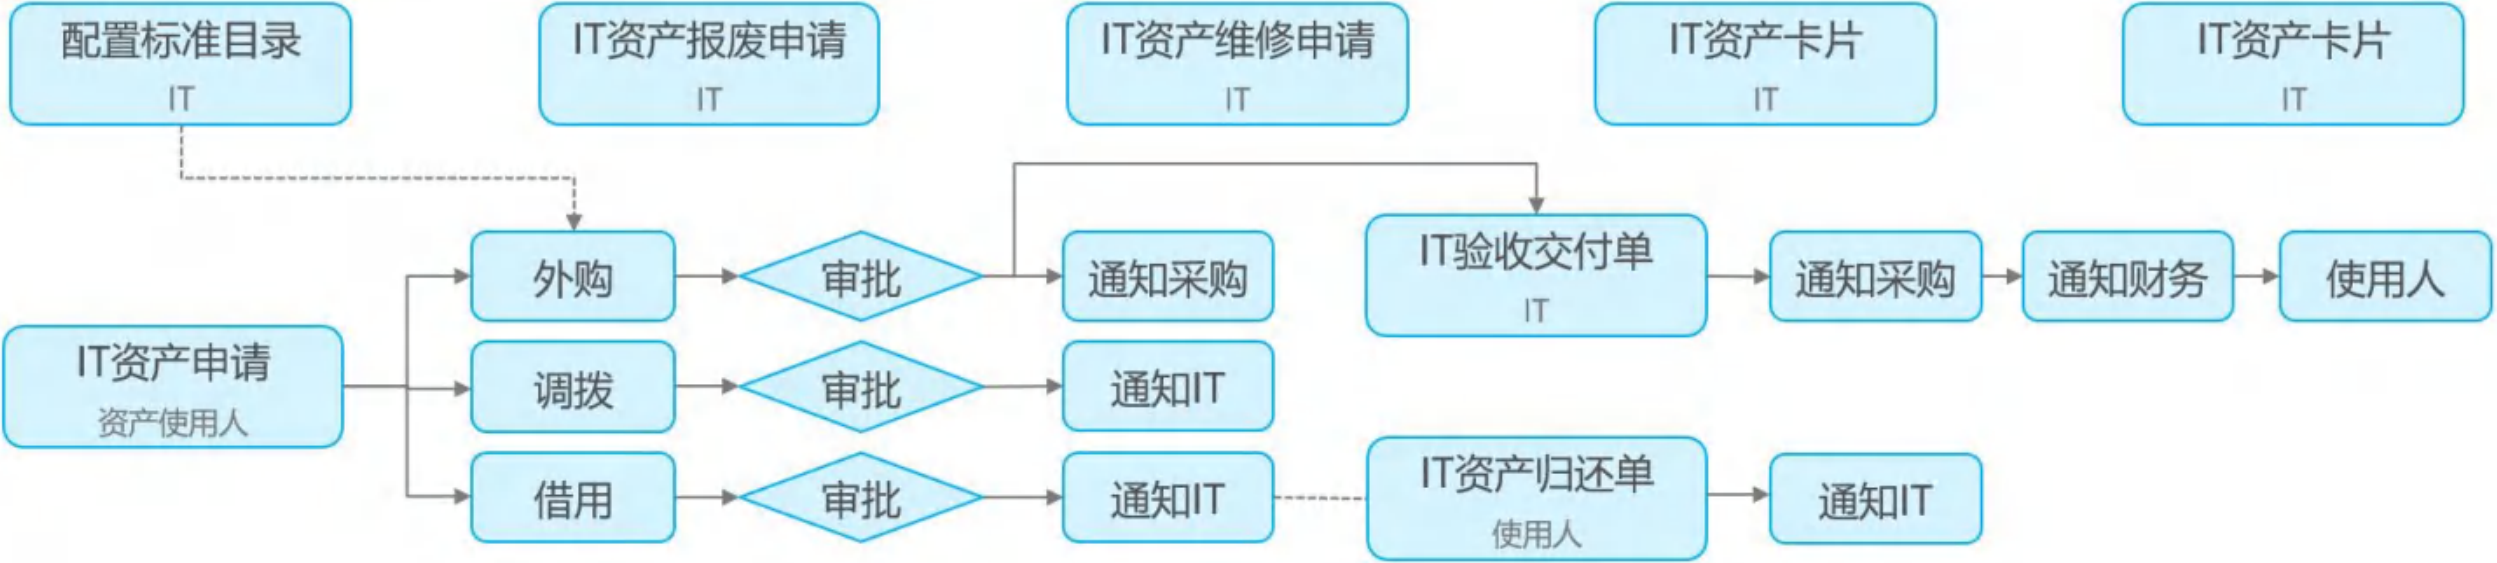 配置标准目录
IT
IT资产报废申请
IT
IT资产维修申请
IT
IT资产卡片
IT
IT资产卡片
IT
IT资产申请
资产使用人
外购
审批
通知采购
IT验收交付单
IT
通知采购
通知财务
使用人
调拨
审批
通知IT
借用
审批
通知IT
IT资产归还单
使用人
通知IT